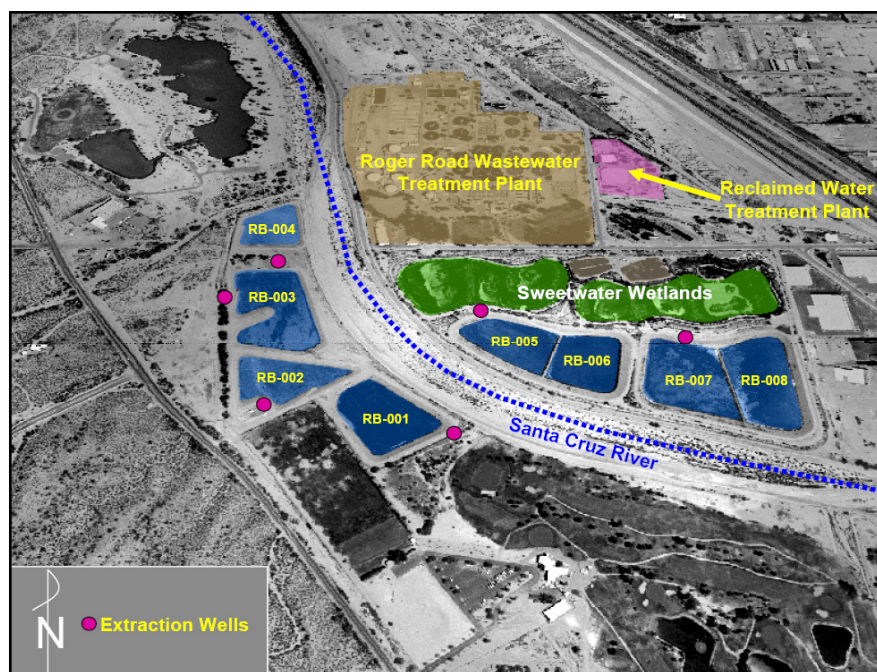 Roger Road Wastewater
Treatment Plant
Reclaimed Water
Treatment Plant
RB-004
RB-003
Sweetwater Wetlands
RB-005
RB-006
RB-002
RB-007
RB-008
RB-001
Santa Cruz River
N
Extraction Wells